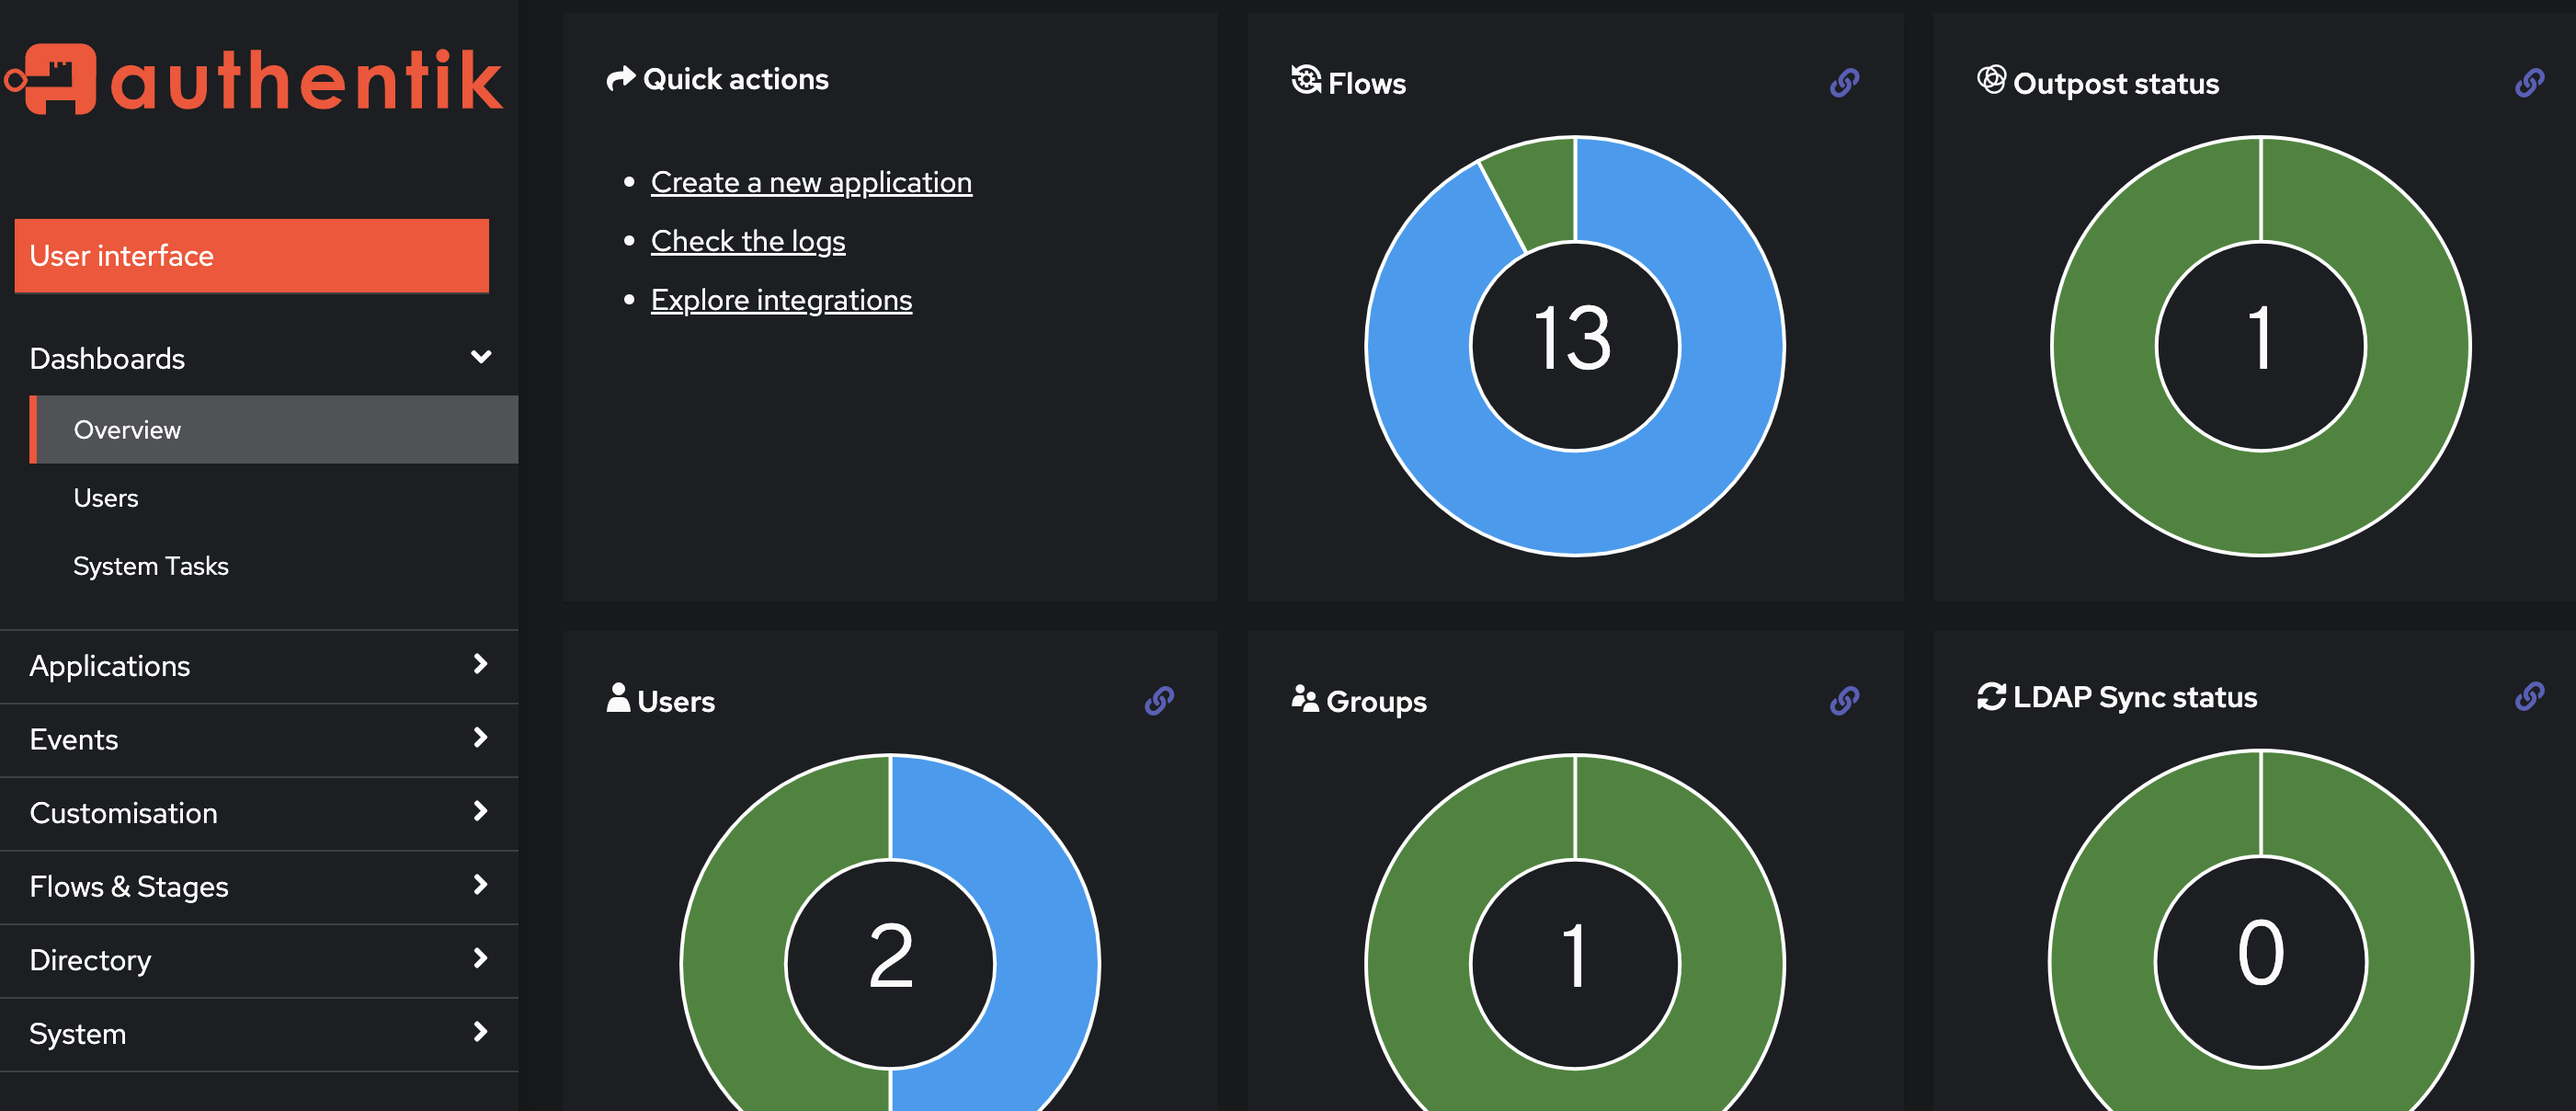 authentik
User interface
Dashboards
Overview
Users
System Tasks
Applications
Events
Customisation
Flows & Stages
Directory
System
Quick actions
Create a new application
Check the logs
Explore integrations
Flows
13
Outpost status
1
Users
2
Groups
1
LDAP Sync status
0